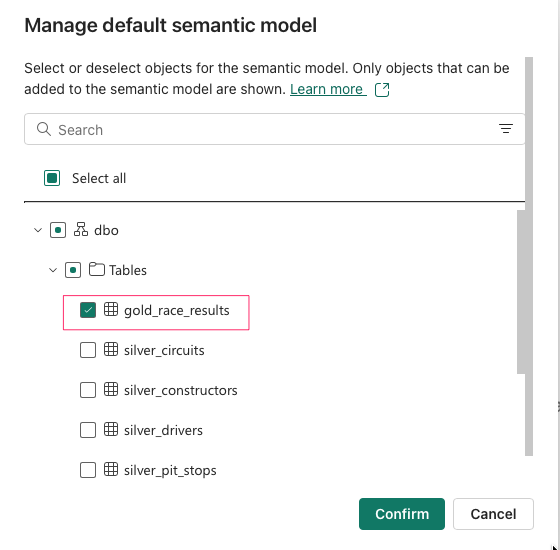 Manage default semantic model
Select or deselect objects for the semantic model. Only objects that can be
added to the semantic model are shown. Learn more
Search
Select all
dbo
Tables
gold_race_results
silver_circuits
silver_constructors
silver_drivers
silver_pit_stops
Confirm Cancel